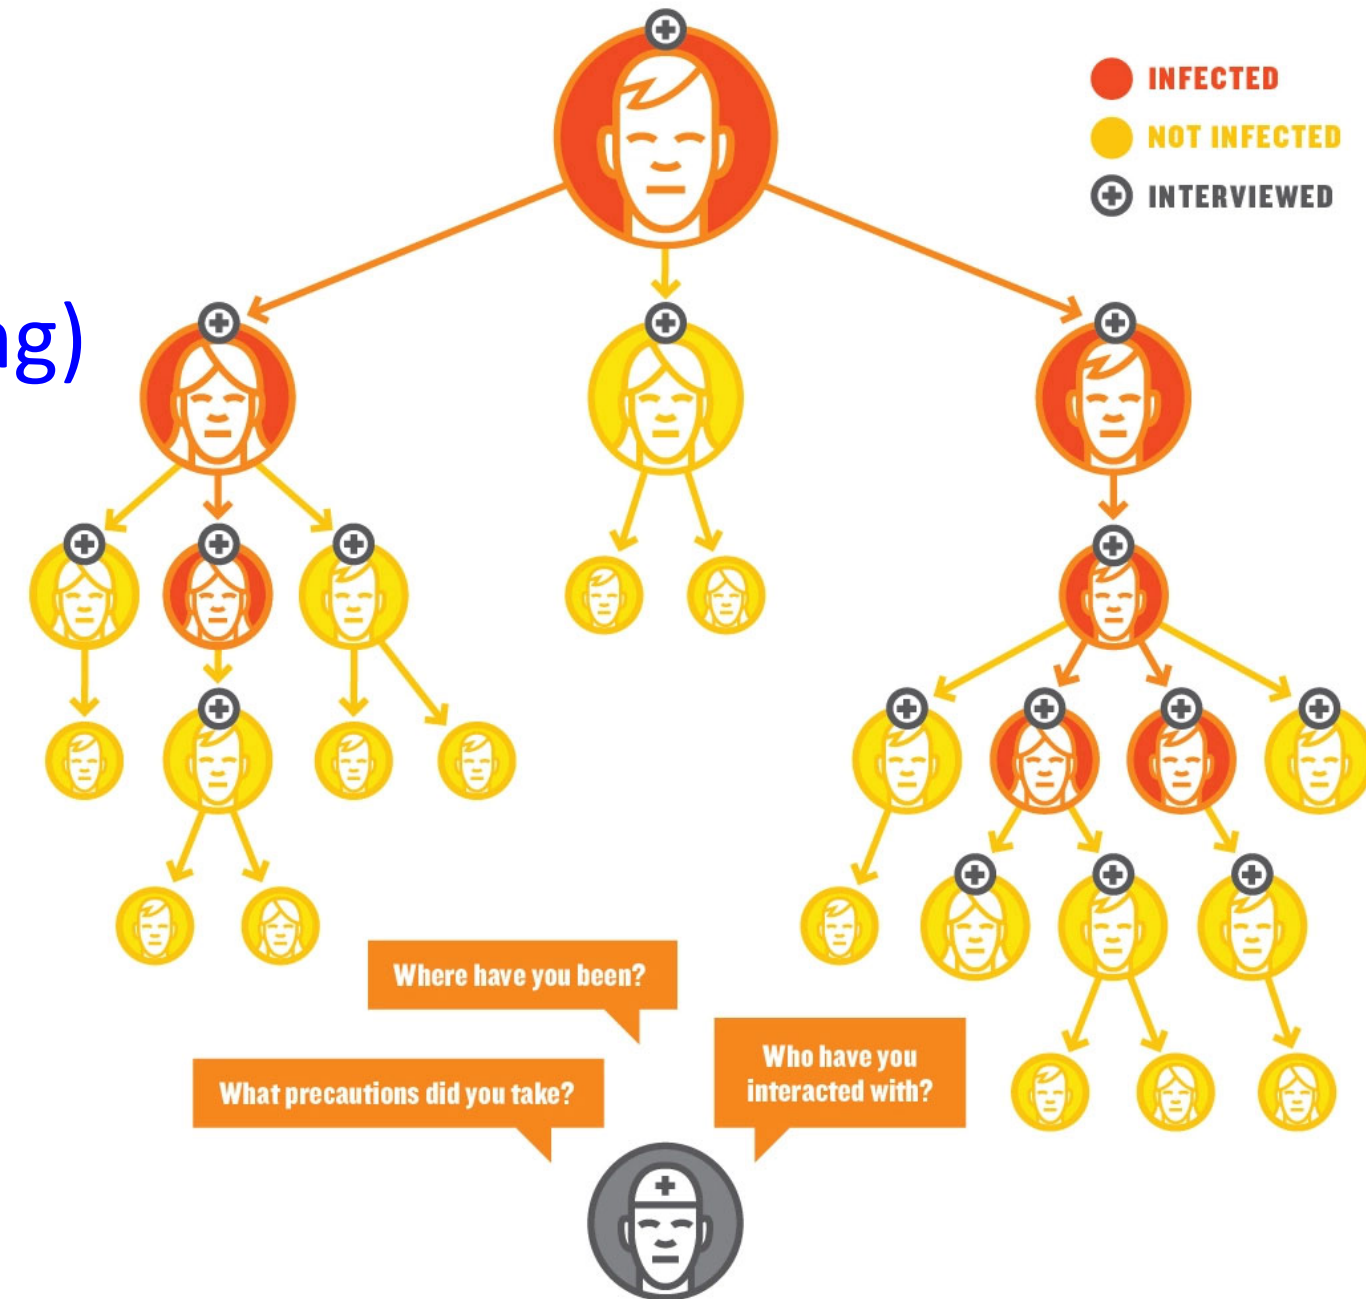 INFECTED
NOT INFECTED
INTERVIEWED
ng)
Where have you been?
Who have you
interacted with?
What precautions did you take?